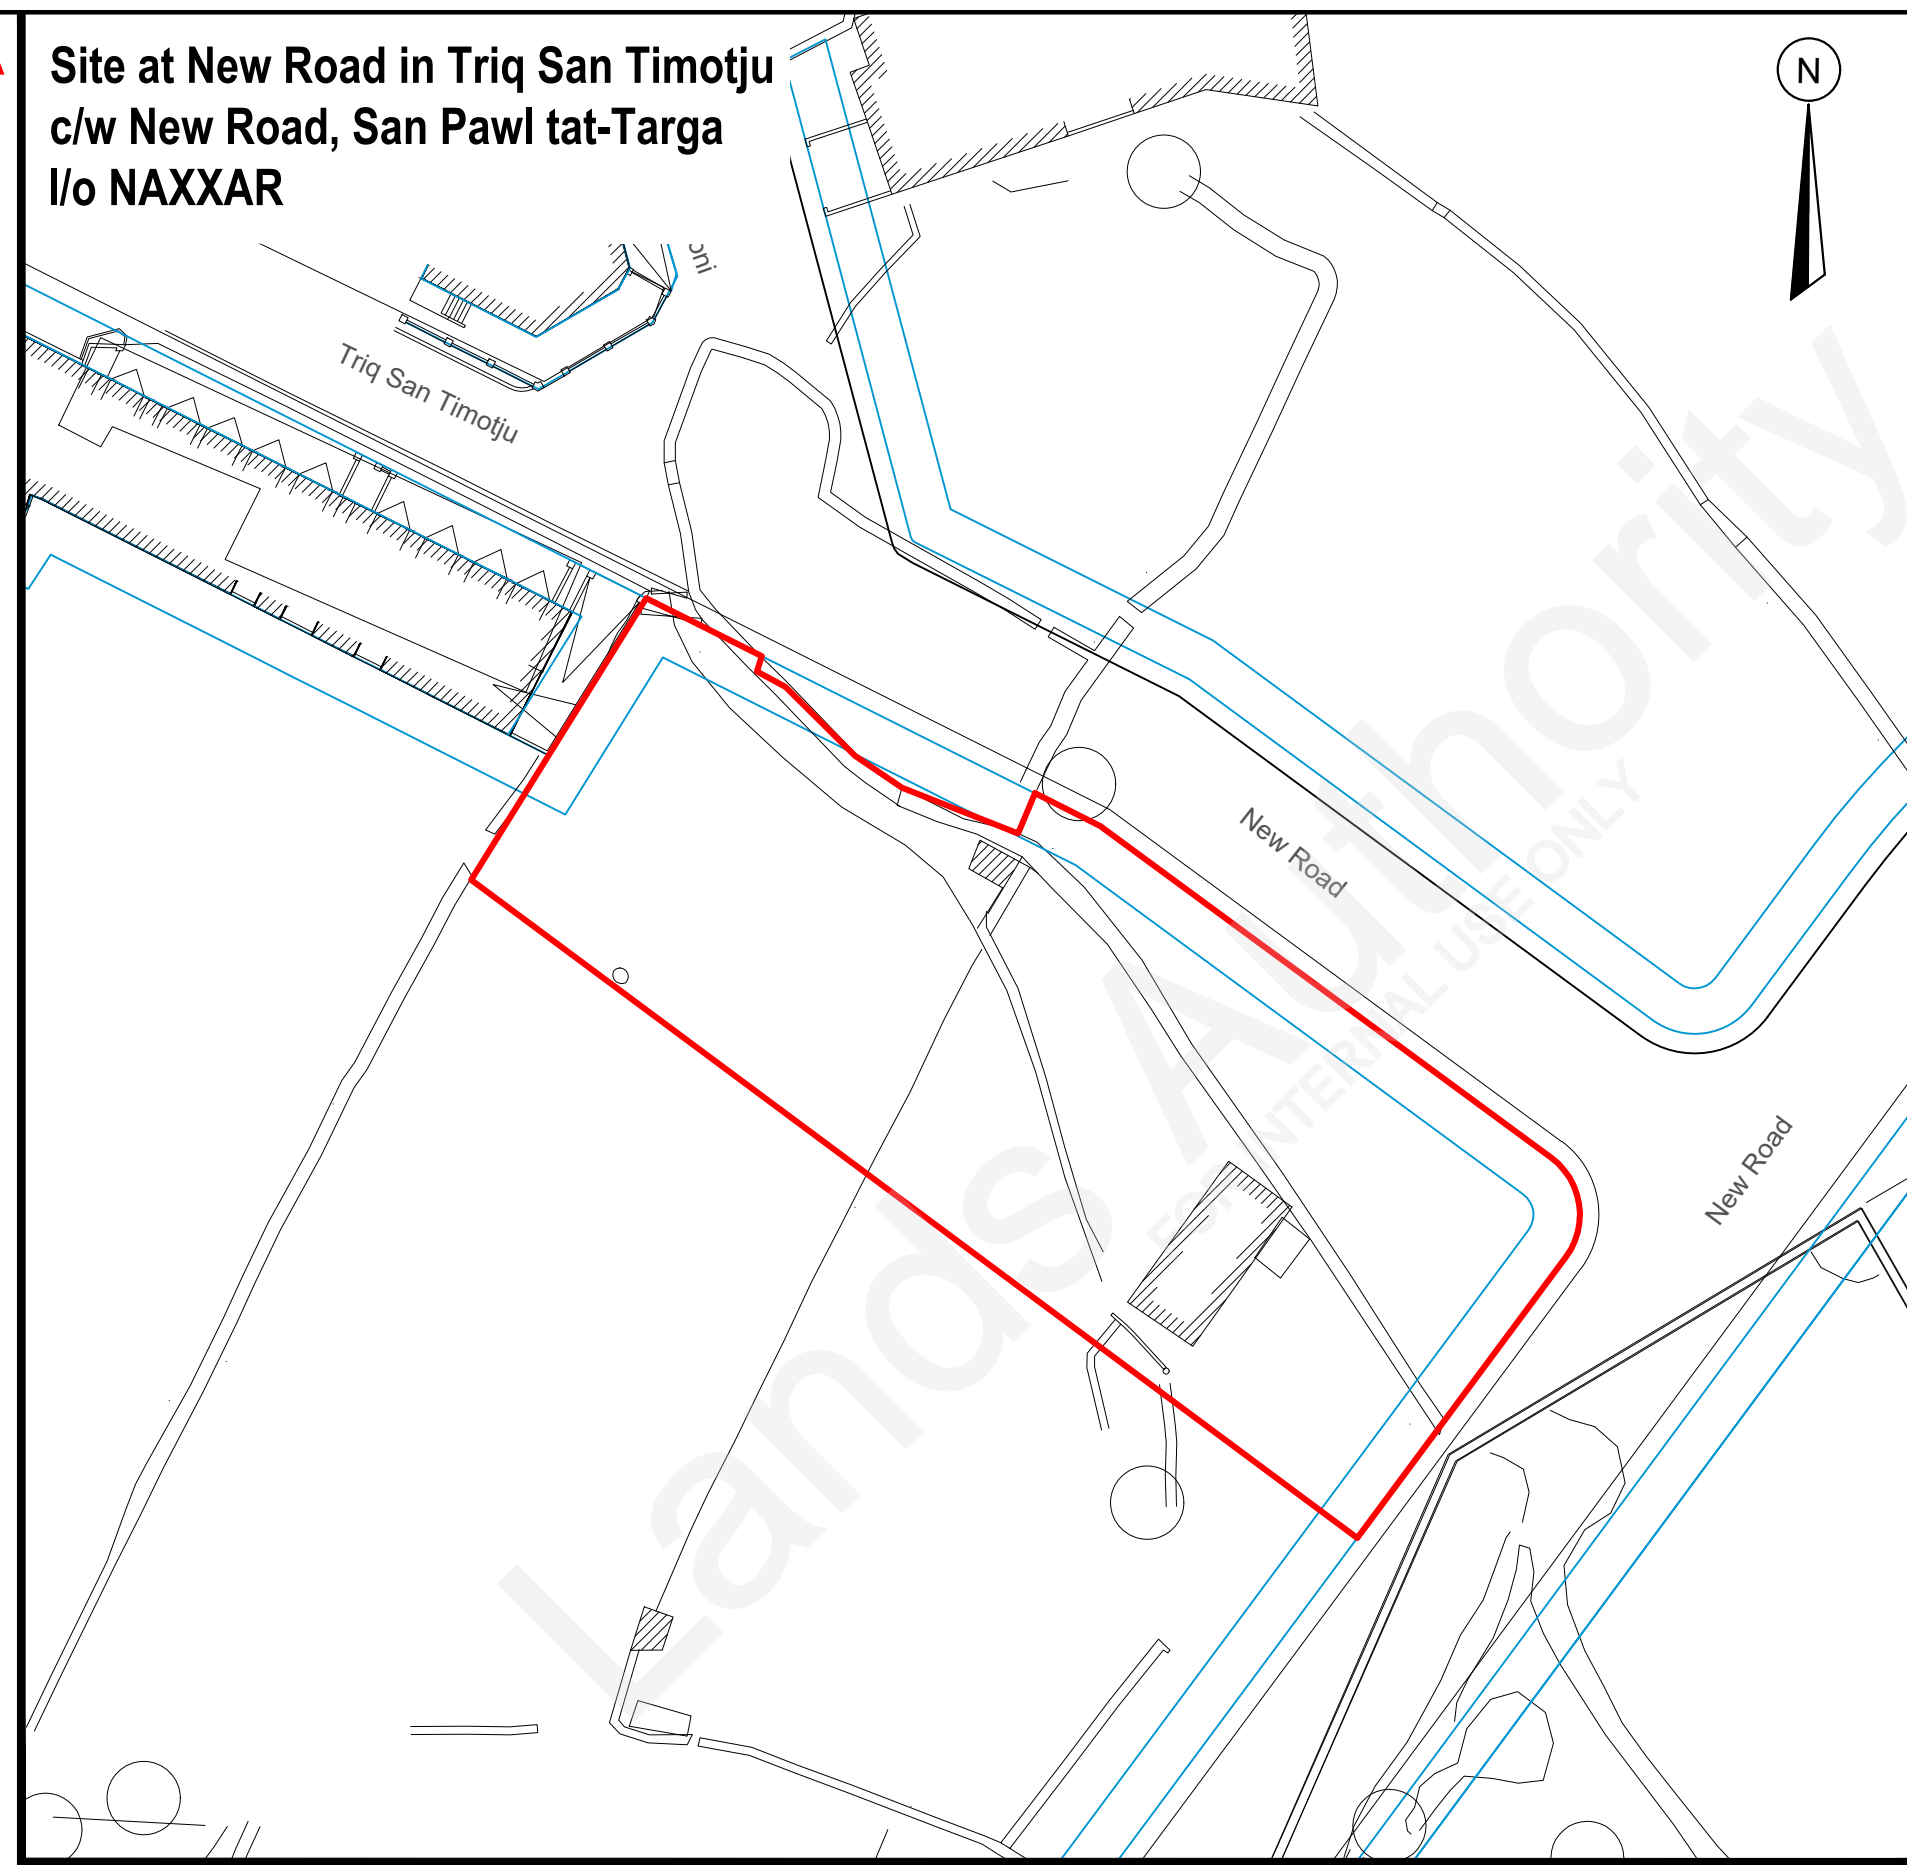 Site at New Road in Triq San Timotju
c/w New Road, San Pawl tat-Targa
l/o NAXXAR
N
oni
Triq San Timotju
New Road
New Road
Lands Authority
FOR INTERNAL USE ONLY